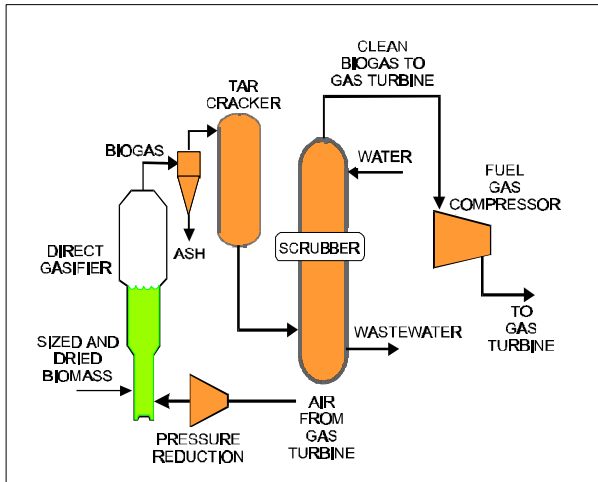 CLEAN
BIOGAS TO
GAS TURBINE
TAR
CRACKER
BIOGAS
WATER
FUEL
GAS
COMPRESSOR
DIRECT
GASIFIER
ASH
SCRUBBER
SIZED AND
DRIED
BIOMASS
WASTEWATER
TO
GAS
TURBINE
PRESSURE
REDUCTION
AIR
FROM
GAS
TURBINE